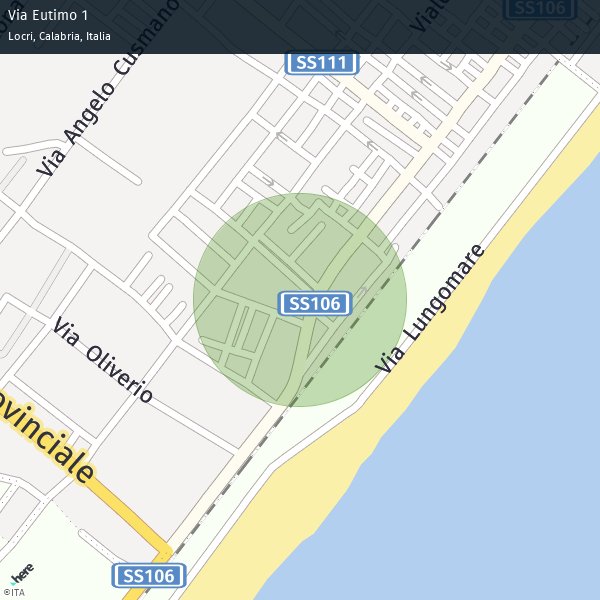 Via Eutimo 1
Locri, Calabria, Italia
SS106
SS111
Via Angelo Cusmano
SS106
Via Lungomare
Via Oliverio
ovinciale
SS106
here
©ITA